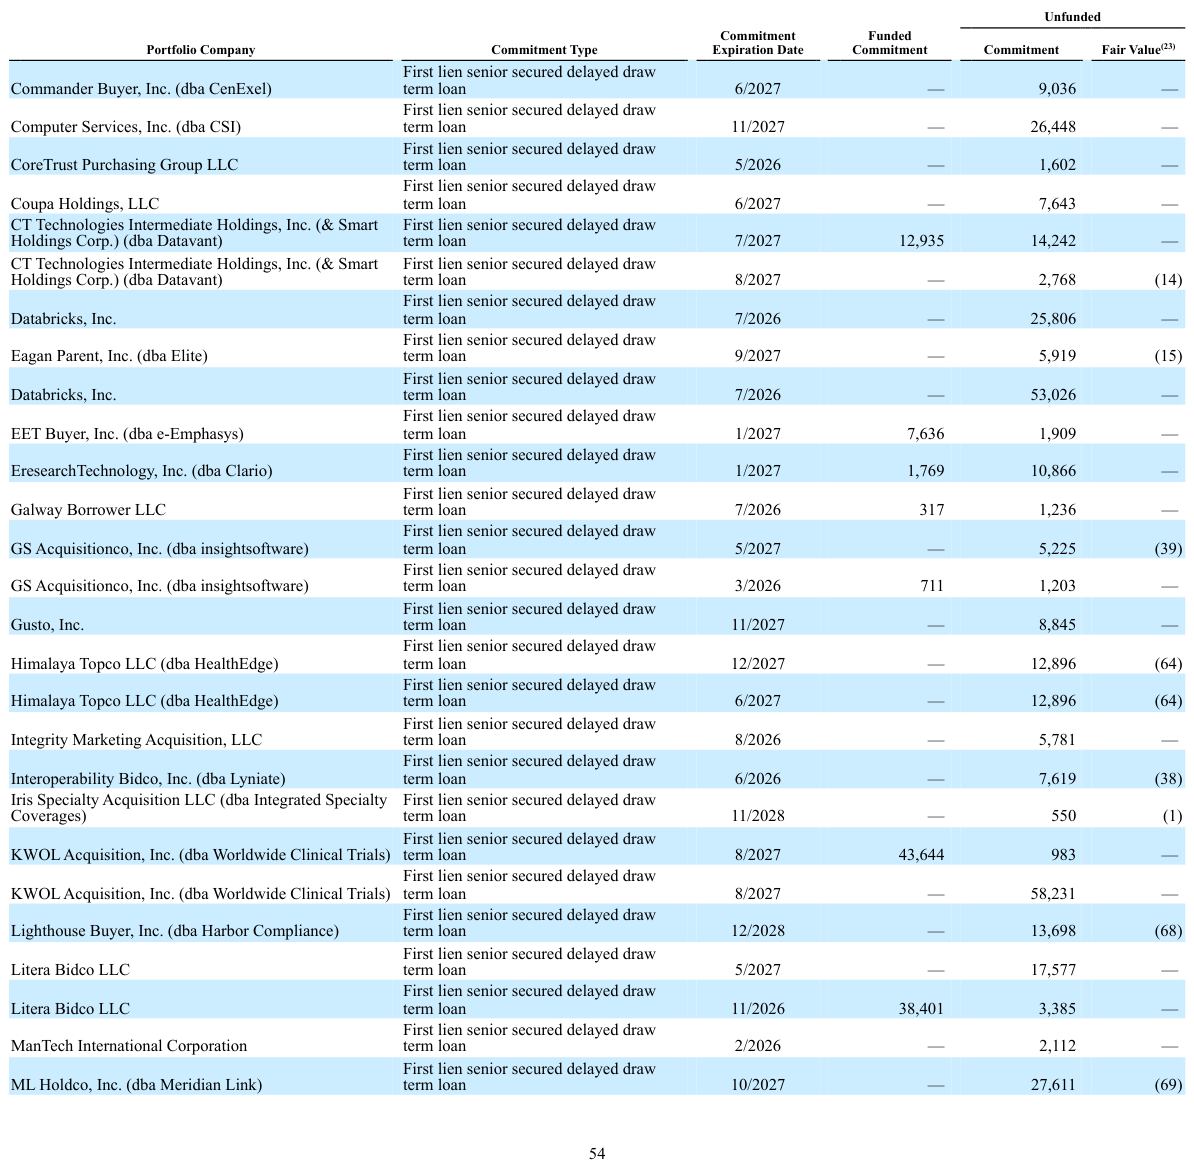 Unfunded
Portfolio Company Commitment Type Commitment Expiration Date Funded Commitment Commitment Fair Value(23)
Commander Buyer, Inc. (dba CenExel) First lien senior secured delayed draw term loan 6/2027 — 9,036 —
Computer Services, Inc. (dba CSI) First lien senior secured delayed draw term loan 11/2027 — 26,448 —
CoreTrust Purchasing Group LLC First lien senior secured delayed draw term loan 5/2026 — 1,602 —
Coupa Holdings, LLC First lien senior secured delayed draw term loan 6/2027 — 7,643 —
CT Technologies Intermediate Holdings, Inc. (& Smart Holdings Corp.) (dba Datavant) First lien senior secured delayed draw term loan 7/2027 12,935 14,242 —
CT Technologies Intermediate Holdings, Inc. (& Smart Holdings Corp.) (dba Datavant) First lien senior secured delayed draw term loan 8/2027 — 2,768 (14)
Databricks, Inc. First lien senior secured delayed draw term loan 7/2026 — 25,806 —
Eagan Parent, Inc. (dba Elite) First lien senior secured delayed draw term loan 9/2027 — 5,919 (15)
Databricks, Inc. First lien senior secured delayed draw term loan 7/2026 — 53,026 —
EET Buyer, Inc. (dba e-Emphasys) First lien senior secured delayed draw term loan 1/2027 7,636 1,909 —
EresearchTechnology, Inc. (dba Clario) First lien senior secured delayed draw term loan 1/2027 1,769 10,866 —
Galway Borrower LLC First lien senior secured delayed draw term loan 7/2026 317 1,236 —
GS Acquisitionco, Inc. (dba insightsoftware) First lien senior secured delayed draw term loan 5/2027 — 5,225 (39)
GS Acquisitionco, Inc. (dba insightsoftware) First lien senior secured delayed draw term loan 3/2026 711 1,203 —
Gusto, Inc. First lien senior secured delayed draw term loan 11/2027 — 8,845 —
Himalaya Topco LLC (dba HealthEdge) First lien senior secured delayed draw term loan 12/2027 — 12,896 (64)
Himalaya Topco LLC (dba HealthEdge) First lien senior secured delayed draw term loan 6/2027 — 12,896 (64)
Integrity Marketing Acquisition, LLC First lien senior secured delayed draw term loan 8/2026 — 5,781 —
Interoperability Bidco, Inc. (dba Lyniate) First lien senior secured delayed draw term loan 6/2026 — 7,619 (38)
Iris Specialty Acquisition LLC (dba Integrated Specialty Coverages) First lien senior secured delayed draw term loan 11/2028 — 550 (1)
KWOL Acquisition, Inc. (dba Worldwide Clinical Trials) First lien senior secured delayed draw term loan 8/2027 43,644 983 —
KWOL Acquisition, Inc. (dba Worldwide Clinical Trials) First lien senior secured delayed draw term loan 8/2027 — 58,231 —
Lighthouse Buyer, Inc. (dba Harbor Compliance) First lien senior secured delayed draw term loan 12/2028 — 13,698 (68)
Litera Bidco LLC First lien senior secured delayed draw term loan 5/2027 — 17,577 —
Litera Bidco LLC First lien senior secured delayed draw term loan 11/2026 38,401 3,385 —
ManTech International Corporation First lien senior secured delayed draw term loan 2/2026 — 2,112 —
ML Holdco, Inc. (dba Meridian Link) First lien senior secured delayed draw term loan 10/2027 — 27,611 (69)
54